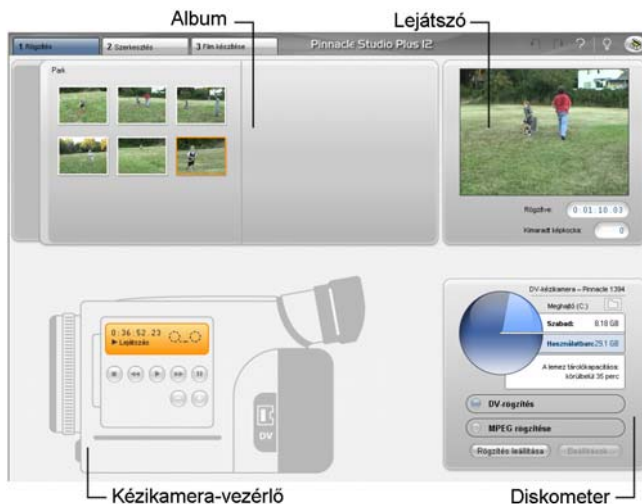 Album
Lejátszó
1 Rögzítés
2 Szerkesztés
3 Film készítése
Pinnacle Studio Plus 12
Park
Rögzítve: 0:01:10.03
Kimaradt képkocka: 0
DV-kézikamera – Pinnacle 1394
Meghajtó (C:)
Szabad: 8.10 GB
Használatban: 29.1 GB
A lemez tárolókapacitása:
körülbelül 35 perc
0:36:52.23
Lejátszás
DV
DV-rögzítés
MPEG rögzítése
Rögzítés leállítása
Beállítások...
Kézikamera-vezérlő
Diskometer